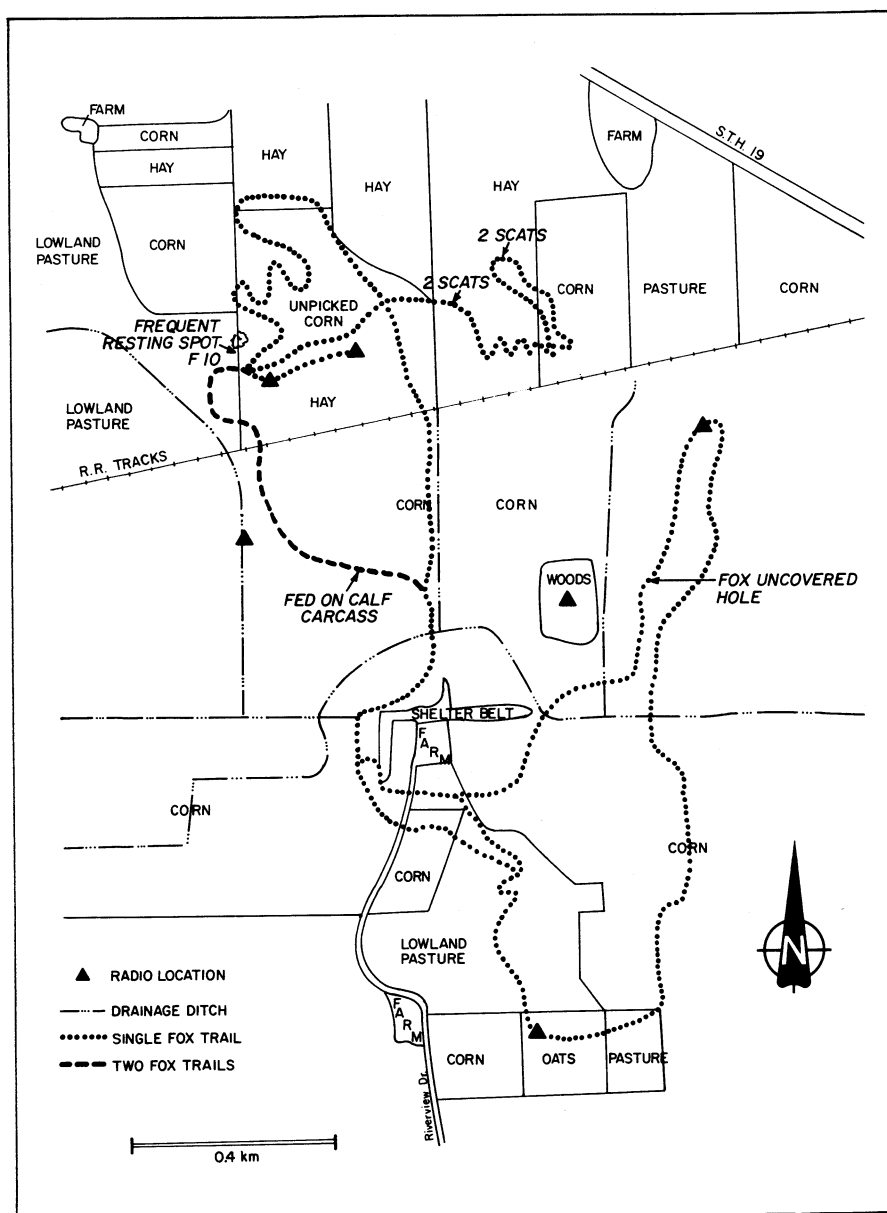 FARM
CORN
HAY
HAY
S.T.H. 19
FARM
HAY
HAY
CORN
LOWLAND
PASTURE
2 SCATS
2 SCATS
CORN
PASTURE
CORN
UNPICKED
CORN
FREQUENT
RESTING SPOT
F 10
HAY
LOWLAND
PASTURE
R.R. TRACKS
CORN
CORN
WOODS
FOX UNCOVERED
HOLE
FED ON CALF
CARCASS
SHELTER BELT
FARM
CORN
CORN
CORN
LOWLAND
PASTURE
N
RADIO LOCATION
DRAINAGE DITCH
SINGLE FOX TRAIL
TWO FOX TRAILS
FARM
CORN
OATS
PASTURE
Riverview Dr.
0.4 km